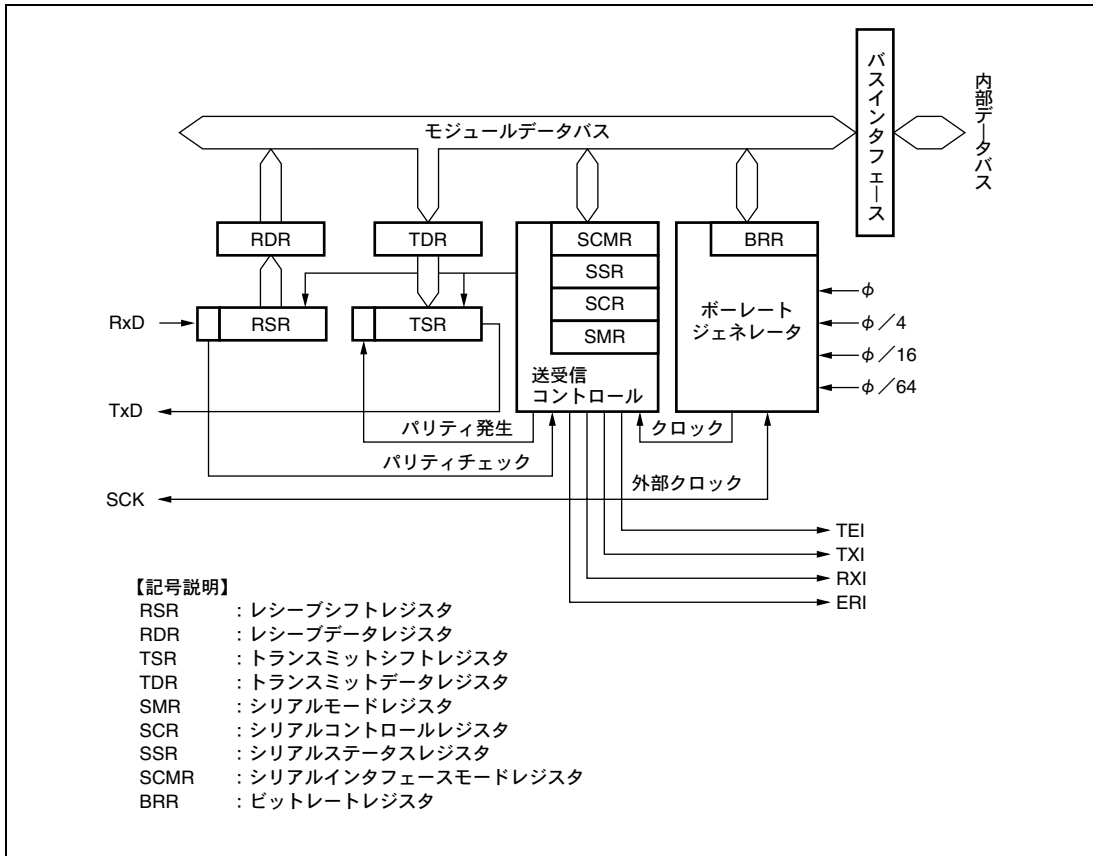 バスインタフェース
内部データバス
モジュールデータバス
RDR
TDR
SCMR
BRR
SSR
SCR
SMR
RxD
RSR
TSR
ボーレート
ジェネレータ
φ
φ／4
φ／16
φ／64
送受信
コントロール
TxD
パリティ発生
クロック
パリティチェック
外部クロック
SCK
TEI
TXI
RXI
ERI
【記号説明】
RSR ：レシーブシフトレジスタ
RDR ：レシーブデータレジスタ
TSR ：トランスミットシフトレジスタ
TDR ：トランスミットデータレジスタ
SMR ：シリアルモードレジスタ
SCR ：シリアルコントロールレジスタ
SSR ：シリアルステータスレジスタ
SCMR ：シリアルインタフェースモードレジスタ
BRR ：ビットレートレジスタ